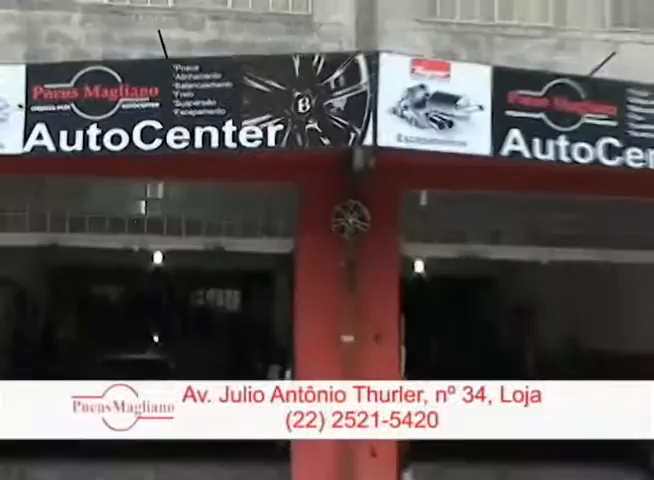 Pneus Magliano
AutoCenter
*Pneus
*Alinhamento
*Balanceamento
*Freio
*Suspensão
*Escapamento
B
Escapamentos
Pneus Magliano
AutoCen
PneusMagliano
Av. Julio Antônio Thurler, nº 34, Loja
(22) 2521-5420